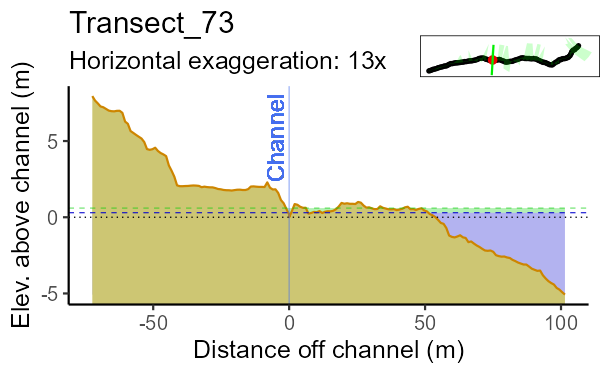 Transect_73
Horizontal exaggeration: 13x
Elev. above channel (m)
5
0
-5
Channel
-50
0
50
100
Distance off channel (m)